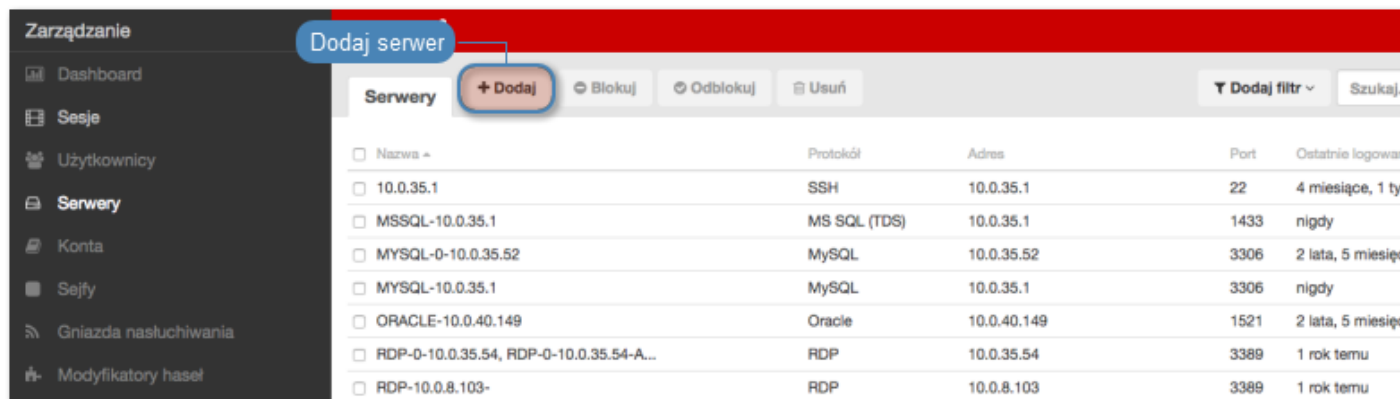 Zarządzanie
Dodaj serwer
Dashboard
Sesje
Użytkownicy
Serwery
Konta
Sejfy
Gniazda nasłuchiwania
Modyfikatory haseł
Serwery + Dodaj Blokuj Odblokuj Usuń Dodaj filtr Szukaj
Nazwa Protokół Adres Port Ostatnie
10.0.35.1 SSH 10.0.35.1 22 4 miesiące, 1
MSSQL-10.0.35.1 MS SQL (TDS) 10.0.35.1 1433 nigdy
MYSQL-0-10.0.35.52 MySQL 10.0.35.52 3306 2 lata, 5
MYSQL-10.0.35.1 MySQL 10.0.35.1 3306 nigdy
ORACLE-10.0.40.149 Oracle 10.0.40.149 1521 2 lata, 5
RDP-0-10.0.35.54, RDP-0-10.0.35.54-A... RDP 10.0.35.54 3389 1 rok temu
RDP-10.0.8.103- RDP 10.0.8.103 3389 1 rok temu